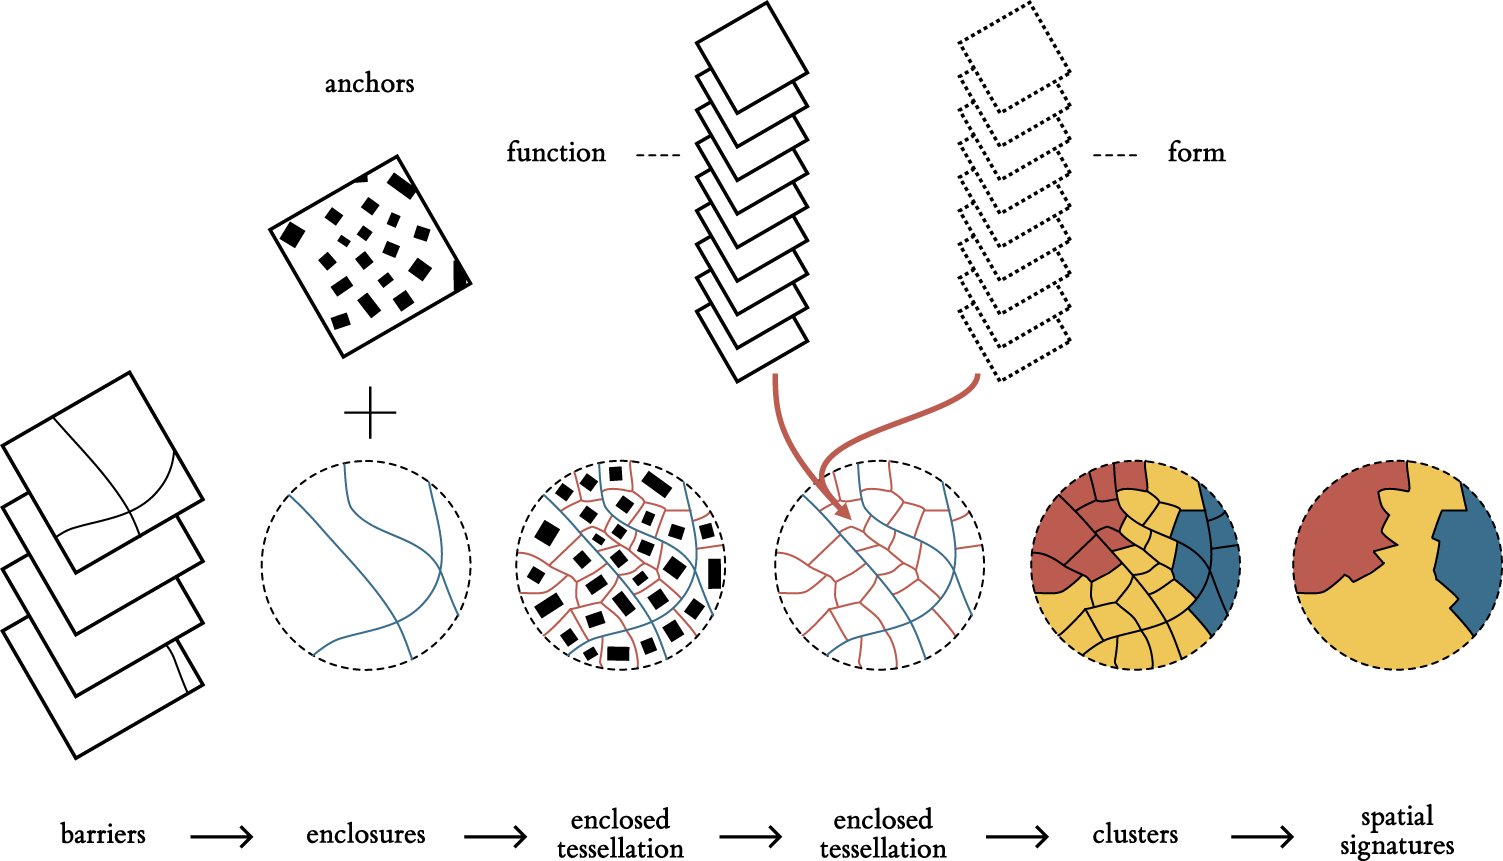 anchors
function
form
barriers
enclosures
enclosed
tessellation
enclosed
tessellation
clusters
spatial
signatures